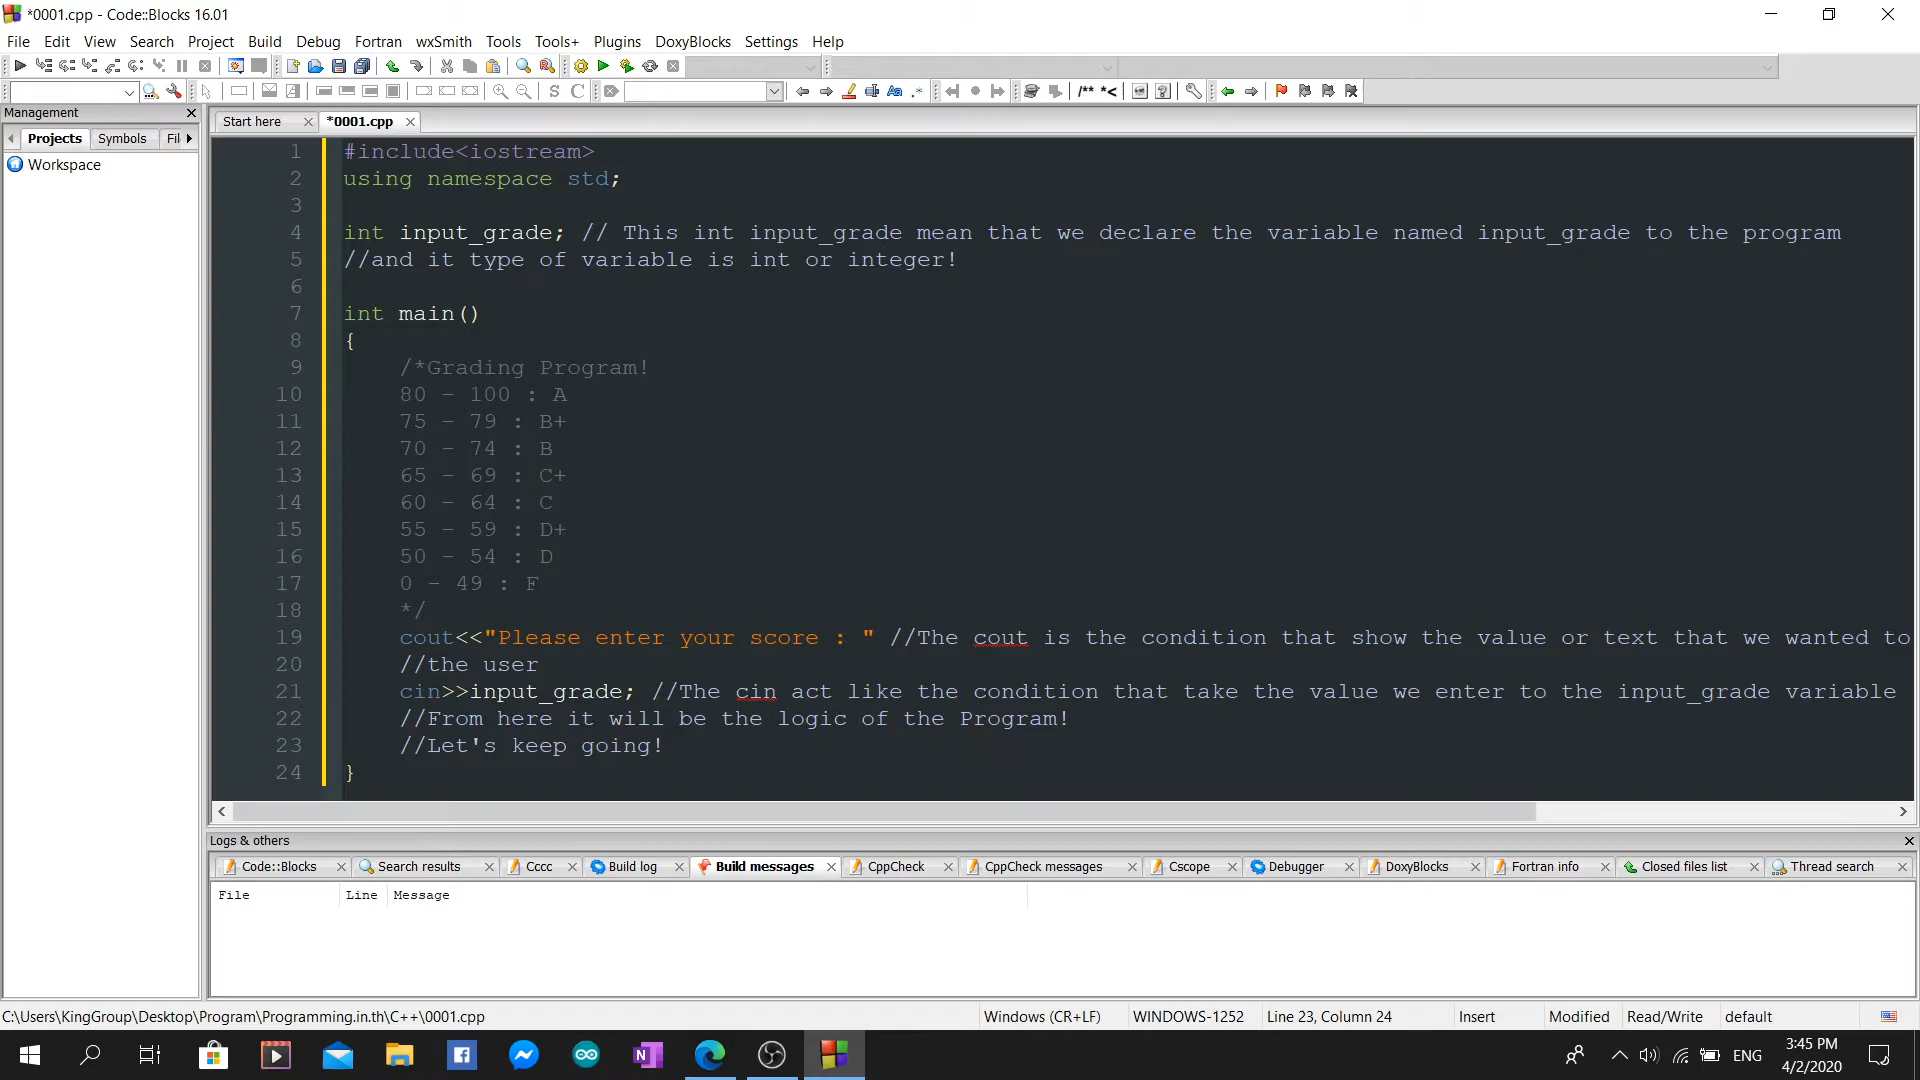 *0001.cpp - Code::Blocks 16.01
File Edit View Search Project Build Debug Fortran wxSmith Tools Tools+ Plugins DoxyBlocks Settings Help
S C Aa .* /** *<
Management
Start here *0001.cpp
Projects Symbols Fil
Workspace
1 #include<iostream>
2 using namespace std;
3
4 int input_grade; // This int input_grade mean that we declare the variable named input_grade to the program
5 //and it type of variable is int or integer!
6
7 int main()
8 {
9 /*Grading Program!
10 80 - 100 : A
11 75 - 79 : B+
12 70 - 74 : B
13 65 - 69 : C+
14 60 - 64 : C
15 55 - 59 : D+
16 50 - 54 : D
17 0 - 49 : F
18 */
19 cout<<"Please enter your score : " //The cout is the condition that show the value or text that we wanted to
20 //the user
21 cin>>input_grade; //The cin act like the condition that take the value we enter to the input_grade variable
22 //From here it will be the logic of the Program!
23 //Let's keep going!
24 }
Logs & others
Code::Blocks Search results Cccc Build log Build messages CppCheck CppCheck messages Cscope Debugger DoxyBlocks Fortran info Closed files list Thread search
File Line Message
C:\Users\KingGroup\Desktop\Program\Programming.in.th\C++\0001.cpp Windows (CR+LF) WINDOWS-1252 Line 23, Column 24 Insert Modified Read/Write default
ENG 3:45 PM
4/2/2020